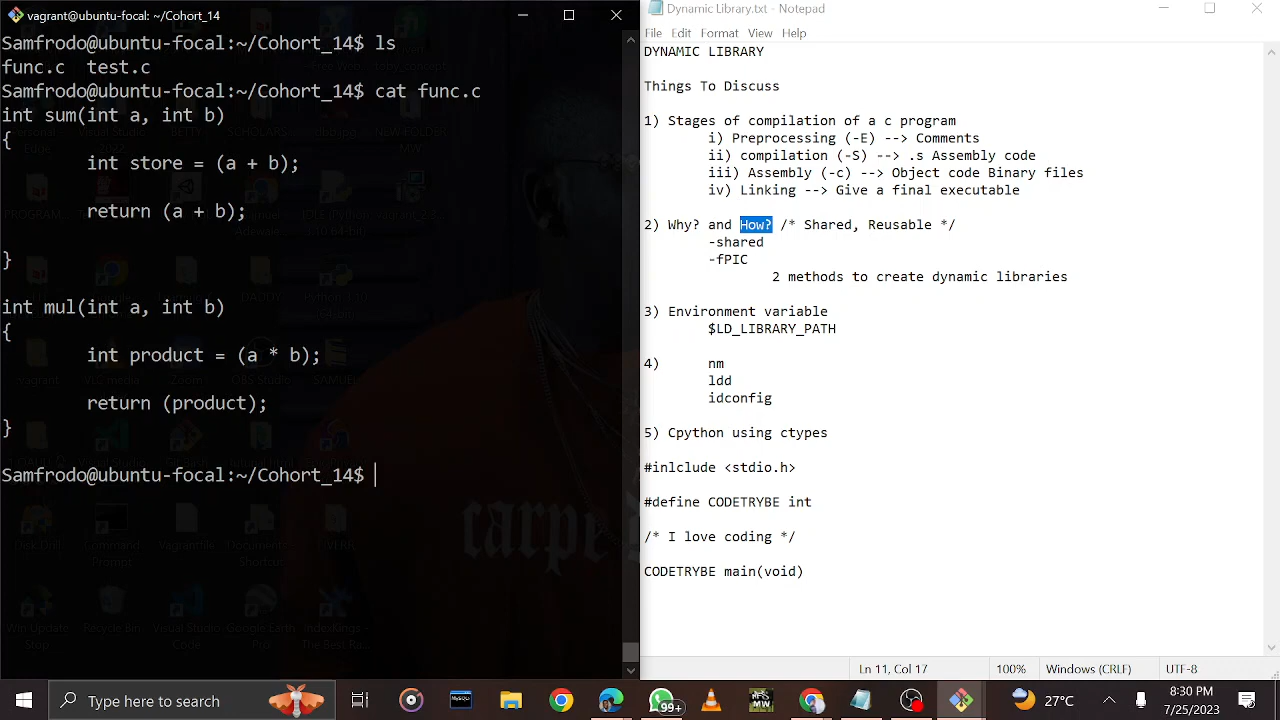 vagrant@ubuntu-focal: ~/Cohort_14
Samfrodo@ubuntu-focal:~/Cohort_14$ ls
func.c  test.c
Samfrodo@ubuntu-focal:~/Cohort_14$ cat func.c
int sum(int a, int b)
{
        int store = (a + b);
        return (a + b);
}
int mul(int a, int b)
{
        int product = (a * b);
        return (product);
}
Samfrodo@ubuntu-focal:~/Cohort_14$
carpe
Dynamic Library.txt - Notepad
File  Edit  Format  View  Help
DYNAMIC LIBRARY
Things To Discuss
1) Stages of compilation of a c program
        i) Preprocessing (-E) --> Comments
        ii) compilation (-S) --> .s Assembly code
        iii) Assembly (-c) --> Object code Binary files
        iv) Linking --> Give a final executable
2) Why? and How? /* Shared, Reusable */
        -shared
        -fPIC
                2 methods to create dynamic libraries
3) Environment variable
        $LD_LIBRARY_PATH
4)      nm
        ldd
        idconfig
5) Cpython using ctypes
#inlclude <stdio.h>
#define CODETRYBE int
/* I love coding */
CODETRYBE main(void)
Ln 11, Col 17  100%  Windows (CRLF)  UTF-8
Type here to search
99+
27°C
8:30 PM
7/25/2023